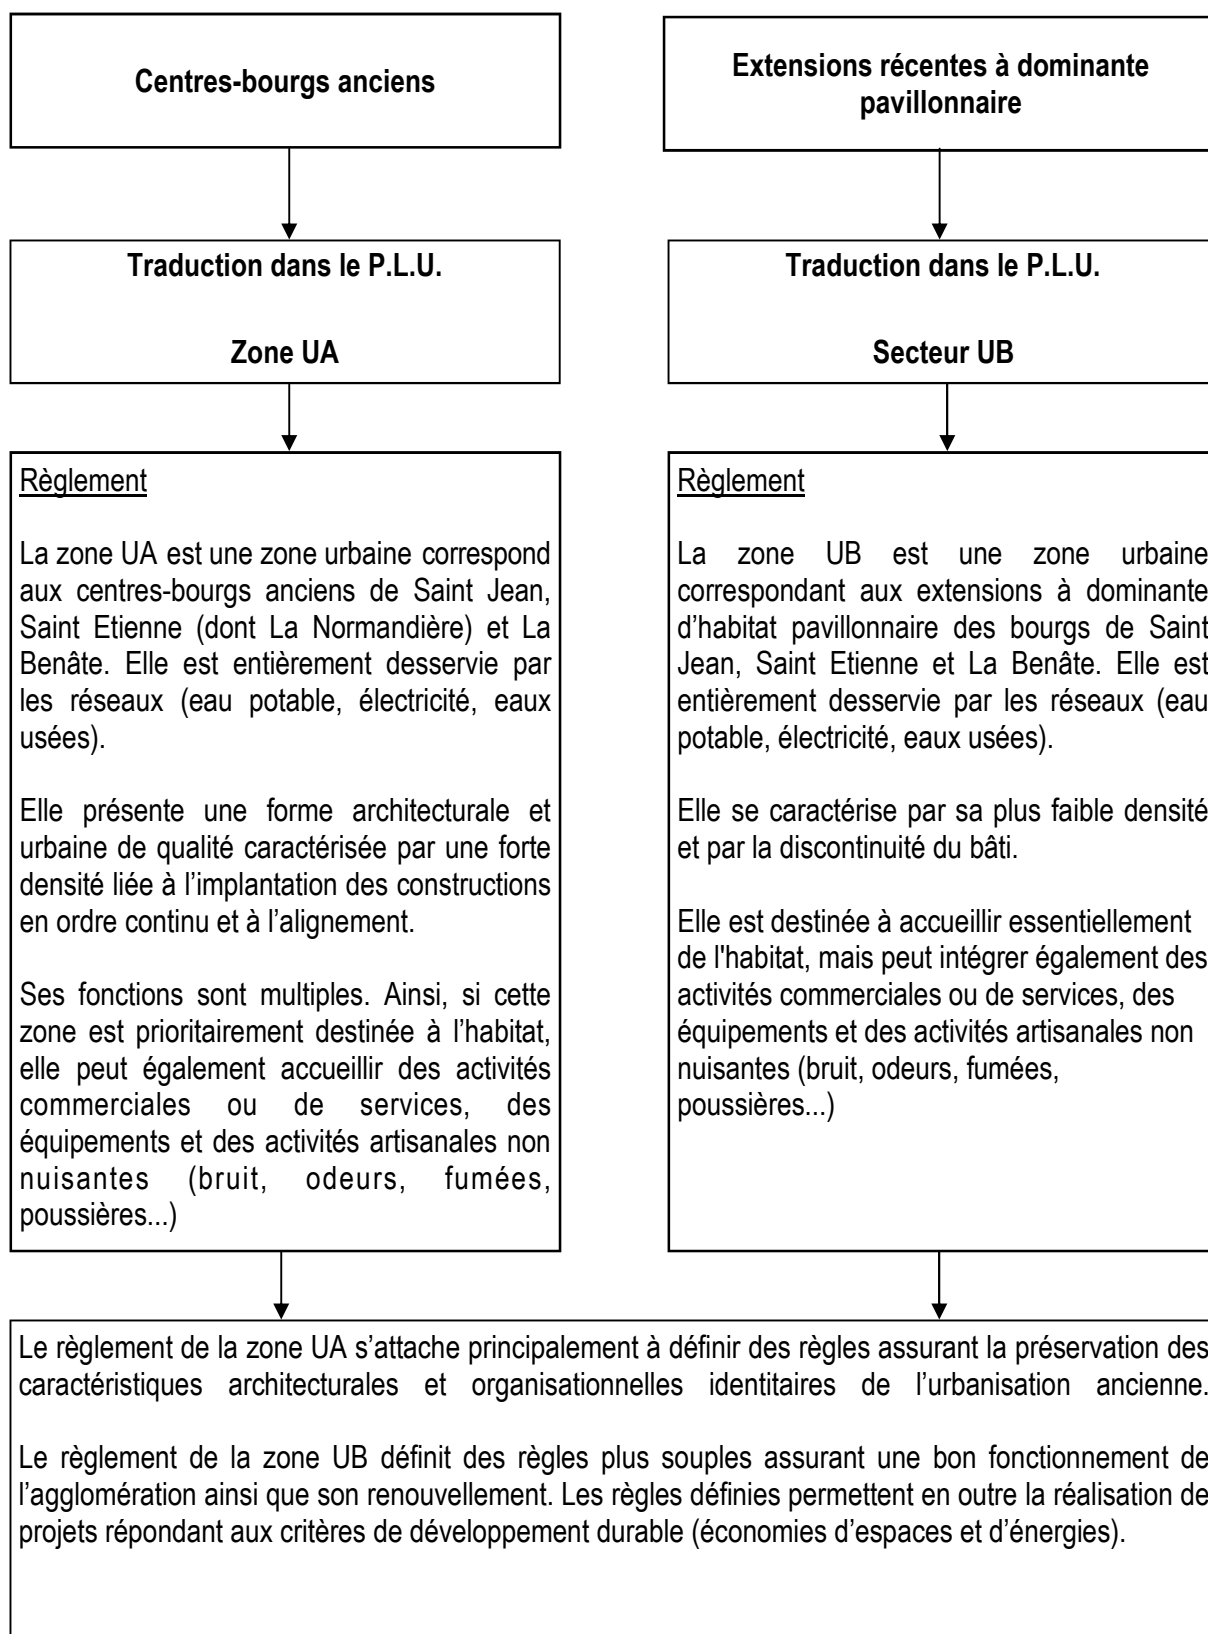 Centres-bourgs anciens
Extensions récentes à dominante
pavillonnaire
Traduction dans le P.L.U.
Zone UA
Traduction dans le P.L.U.
Secteur UB
Règlement
La zone UA est une zone urbaine correspond
aux centres-bourgs anciens de Saint Jean,
Saint Etienne (dont La Normandière) et La
Benâte. Elle est entièrement desservie par
les réseaux (eau potable, électricité, eaux
usées).
Elle présente une forme architecturale et
urbaine de qualité caractérisée par une forte
densité liée à l’implantation des constructions
en ordre continu et à l’alignement.
Ses fonctions sont multiples. Ainsi, si cette
zone est prioritairement destinée à l’habitat,
elle peut également accueillir des activités
commerciales ou de services, des
équipements et des activités artisanales non
nuisantes (bruit, odeurs, fumées,
poussières...)
Règlement
La zone UB est une zone urbaine
correspondant aux extensions à dominante
d’habitat pavillonnaire des bourgs de Saint
Jean, Saint Etienne et La Benâte. Elle est
entièrement desservie par les réseaux (eau
potable, électricité, eaux usées).
Elle se caractérise par sa plus faible densité
et par la discontinuité du bâti.
Elle est destinée à accueillir essentiellement
de l'habitat, mais peut intégrer également des
activités commerciales ou de services, des
équipements et des activités artisanales non
nuisantes (bruit, odeurs, fumées,
poussières...)
Le règlement de la zone UA s’attache principalement à définir des règles assurant la préservation des
caractéristiques architecturales et organisationnelles identitaires de l’urbanisation ancienne.
Le règlement de la zone UB définit des règles plus souples assurant une bon fonctionnement de
l’agglomération ainsi que son renouvellement. Les règles définies permettent en outre la réalisation de
projets répondant aux critères de développement durable (économies d’espaces et d’énergies).